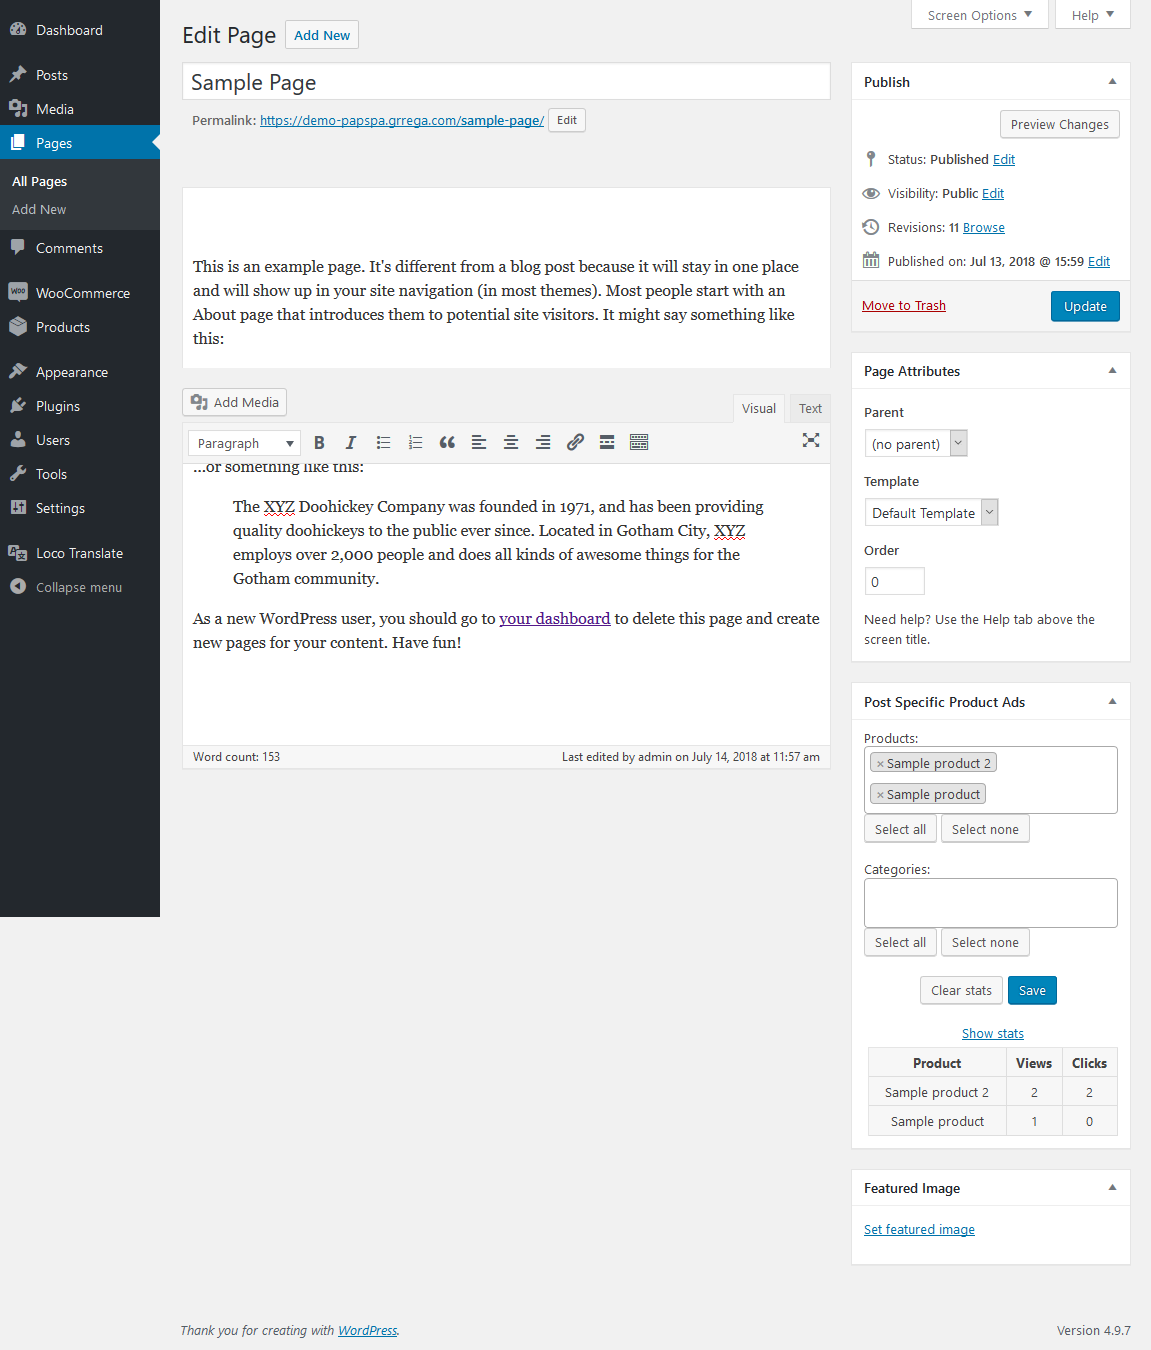 Dashboard
Posts
Media
Pages
All Pages
Add New
Comments
WooCommerce
Products
Appearance
Plugins
Users
Tools
Settings
Loco Translate
Collapse menu
Screen Options
Help
Edit Page
Add New
Sample Page
Permalink: https://demo-papspa.grrega.com/sample-page/ Edit
This is an example page. It's different from a blog post because it will stay in one place
and will show up in your site navigation (in most themes). Most people start with an
About page that introduces them to potential site visitors. It might say something like
this:
Add Media
Visual
Text
Paragraph
B
I
...or something like this:
The XYZ Doohickey Company was founded in 1971, and has been providing
quality doohickeys to the public ever since. Located in Gotham City, XYZ
employs over 2,000 people and does all kinds of awesome things for the
Gotham community.
As a new WordPress user, you should go to your dashboard to delete this page and create
new pages for your content. Have fun!
Word count: 153
Last edited by admin on July 14, 2018 at 11:57 am
Publish
Preview Changes
Status: Published Edit
Visibility: Public Edit
Revisions: 11 Browse
Published on: Jul 13, 2018 @ 15:59 Edit
Move to Trash
Update
Page Attributes
Parent
(no parent)
Template
Default Template
Order
0
Need help? Use the Help tab above the
screen title.
Post Specific Product Ads
Products:
× Sample product 2
× Sample product
Select all
Select none
Categories:
Select all
Select none
Clear stats
Save
Show stats
Product Views Clicks
Sample product 2 2 2
Sample product 1 0
Featured Image
Set featured image
Thank you for creating with WordPress.
Version 4.9.7